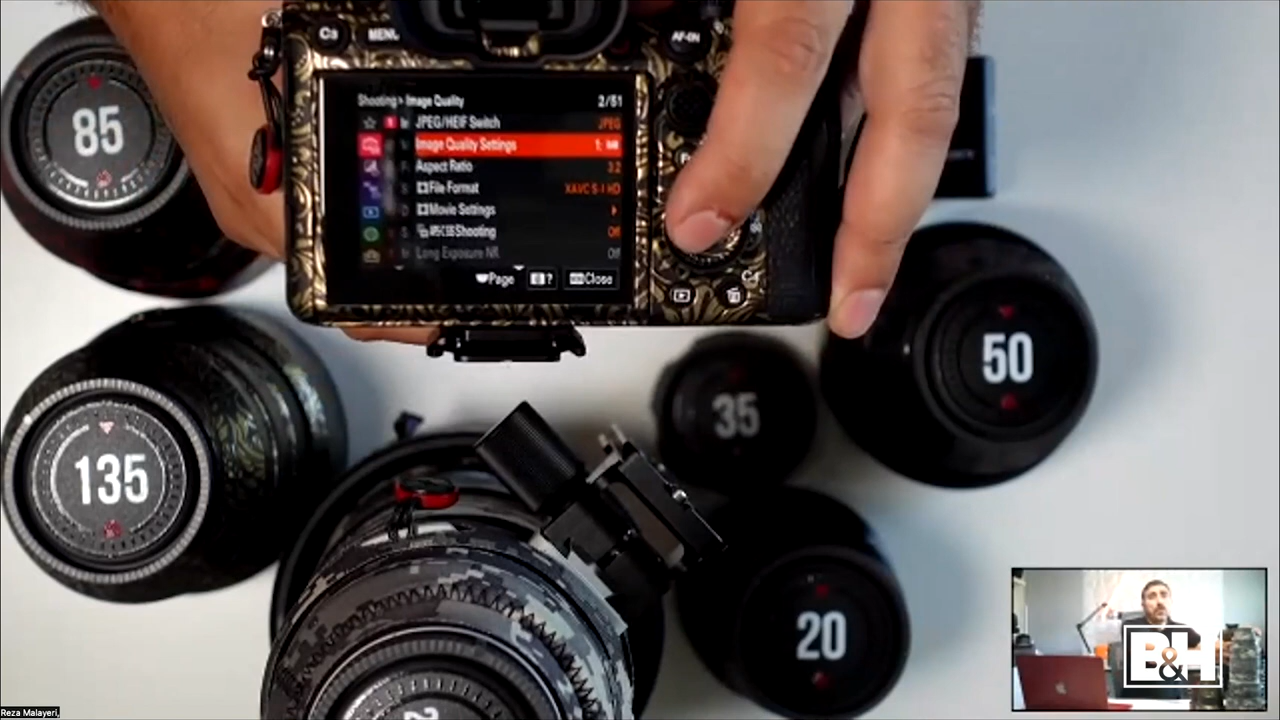 C3
MENU
AF-ON
Shooting> Image Quality 2/51
JPEG/HEIF Switch JPEG
Image Quality Settings
Aspect Ratio 3:2
File Format XAVC S-I HD
Movie Settings
Shooting Off
Long Exposure NR Off
Page ? Close
C4
85
50
135
35
20
B&H
Reza Malayeri,